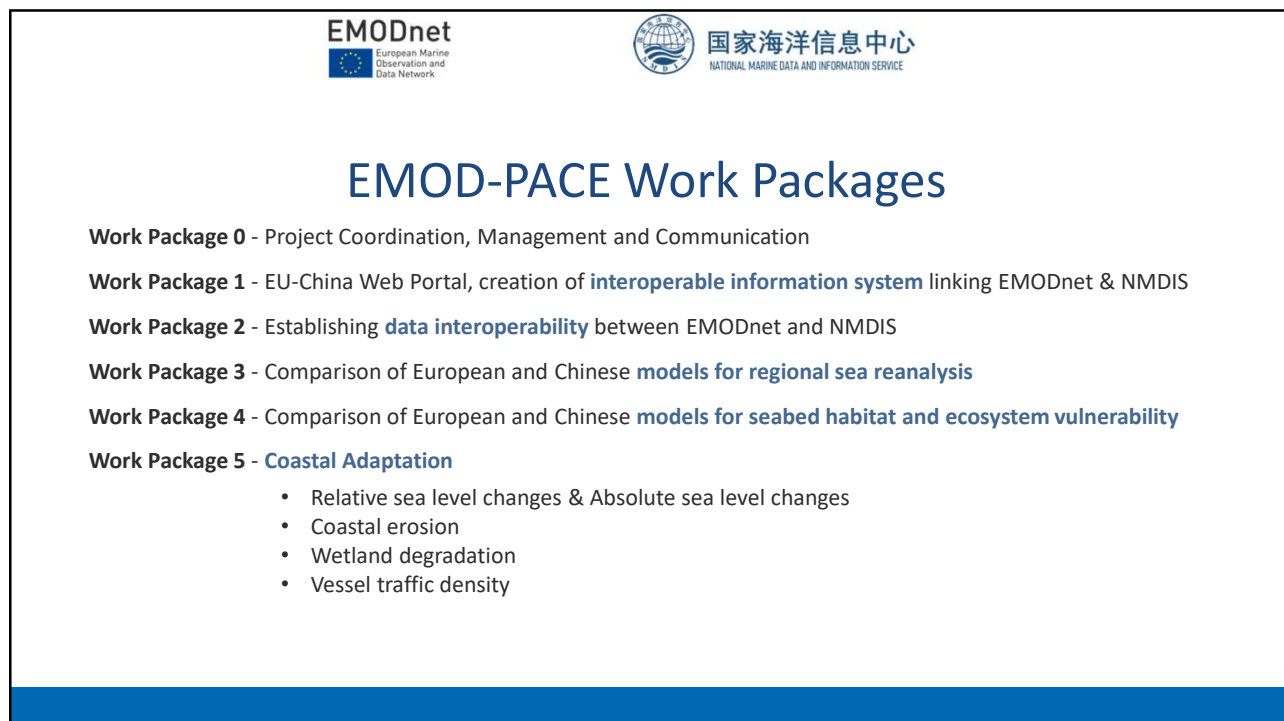 EMODnet
European Marine
Observation and
Data Network
国家海洋信息中心
NATIONAL MARINE DATA AND INFORMATION SERVICE
NMDIS
EMOD-PACE Work Packages
Work Package 0 - Project Coordination, Management and Communication
Work Package 1 - EU-China Web Portal, creation of interoperable information system linking EMODnet & NMDIS
Work Package 2 - Establishing data interoperability between EMODnet and NMDIS
Work Package 3 - Comparison of European and Chinese models for regional sea reanalysis
Work Package 4 - Comparison of European and Chinese models for seabed habitat and ecosystem vulnerability
Work Package 5 - Coastal Adaptation
• Relative sea level changes & Absolute sea level changes
• Coastal erosion
• Wetland degradation
• Vessel traffic density